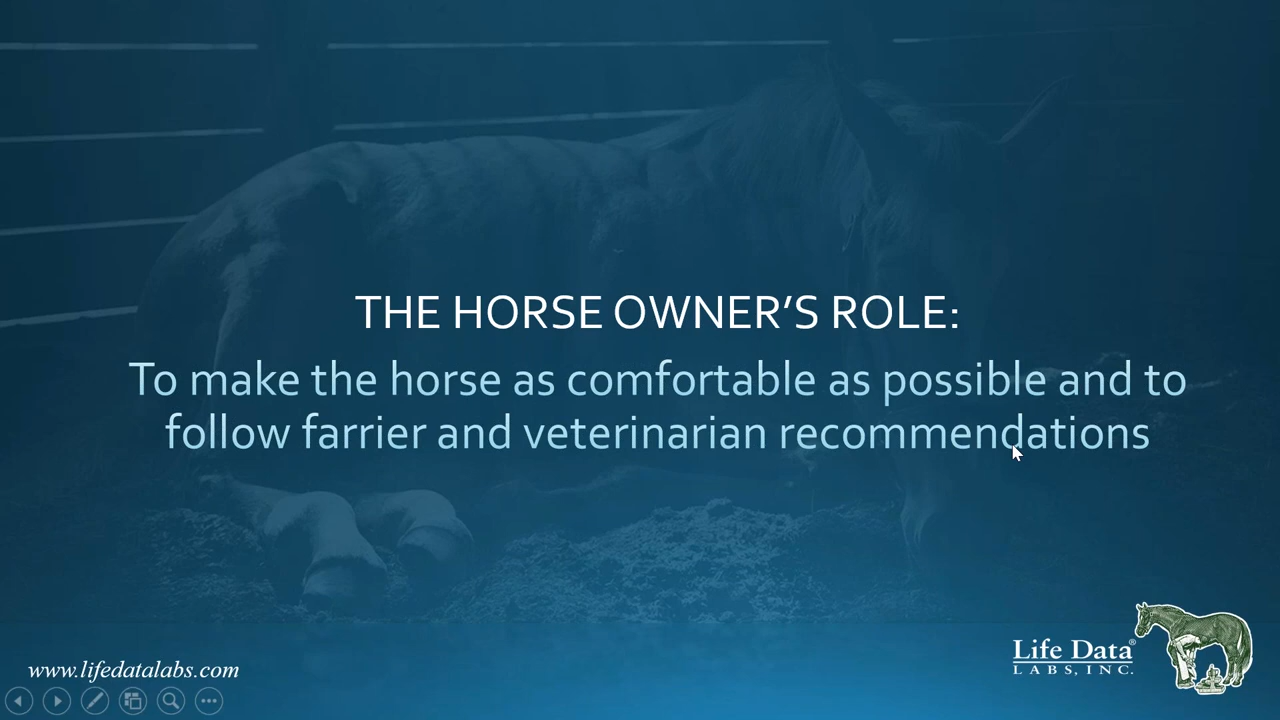 THE HORSE OWNER’S ROLE:
To make the horse as comfortable as possible and to
follow farrier and veterinarian recommendations
www.lifedatalabs.com
Life Data®
LABS, INC.